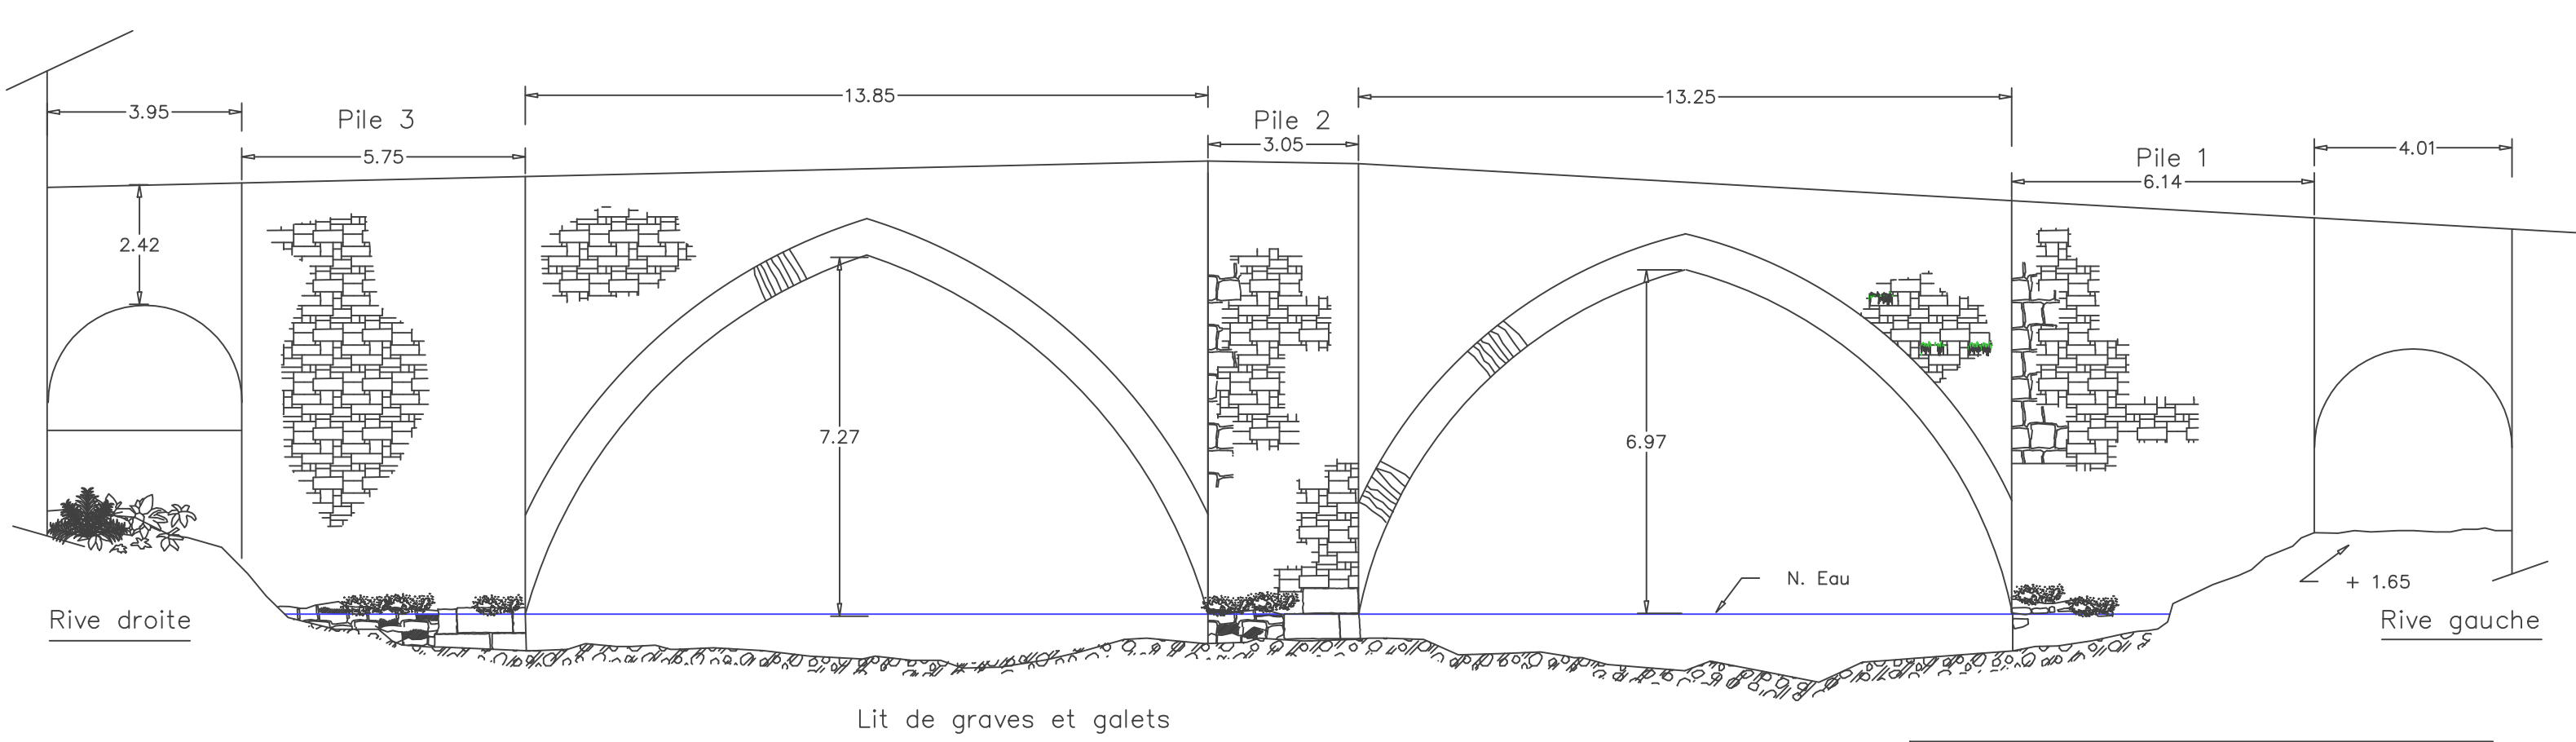 13.85
13.25
3.95
Pile 3
Pile 2
3.05
4.01
5.75
Pile 1
6.14
2.42
7.27
6.97
N. Eau
+ 1.65
Rive droite
Rive gauche
Lit de graves et galets